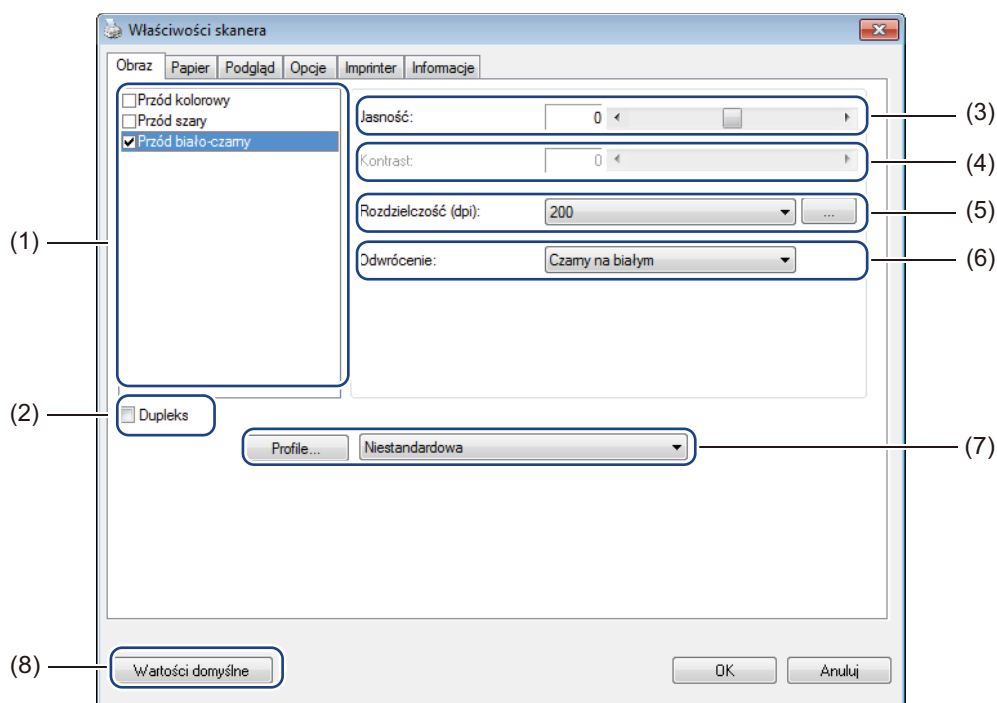 Właściwości skanera
Obraz Papier Podgląd Opcje Imprinter Informacje
Przód kolorowy
Przód szary
Przód biało-czarny
(1)
Jasność: 0
(3)
Kontrast: 0
(4)
Rozdzielczość (dpi): 200 ...
(5)
Odwrócenie: Czarny na białym
(6)
(2)
Dupleks
Profile... Niestandardowa
(7)
(8)
Wartości domyślne OK Anuluj